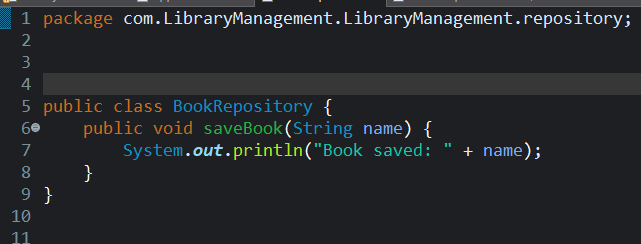 1 package com.LibraryManagement.LibraryManagement.repository;
2
3
4
5 public class BookRepository {
6     public void saveBook(String name) {
7         System.out.println("Book saved: " + name);
8     }
9 }
10
11